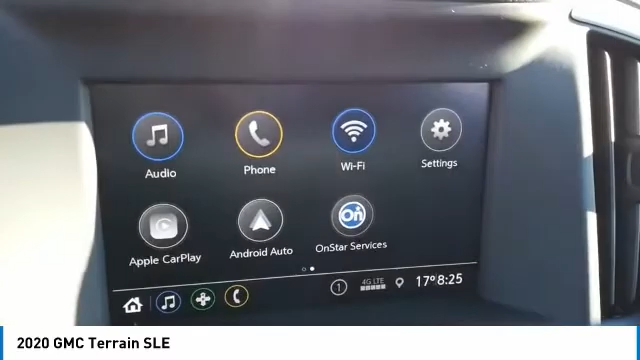 Audio
Phone
Wi-Fi
Settings
Apple CarPlay
Android Auto
On
OnStar Services
1
4G LTE
17° 8:25
2020 GMC Terrain SLE